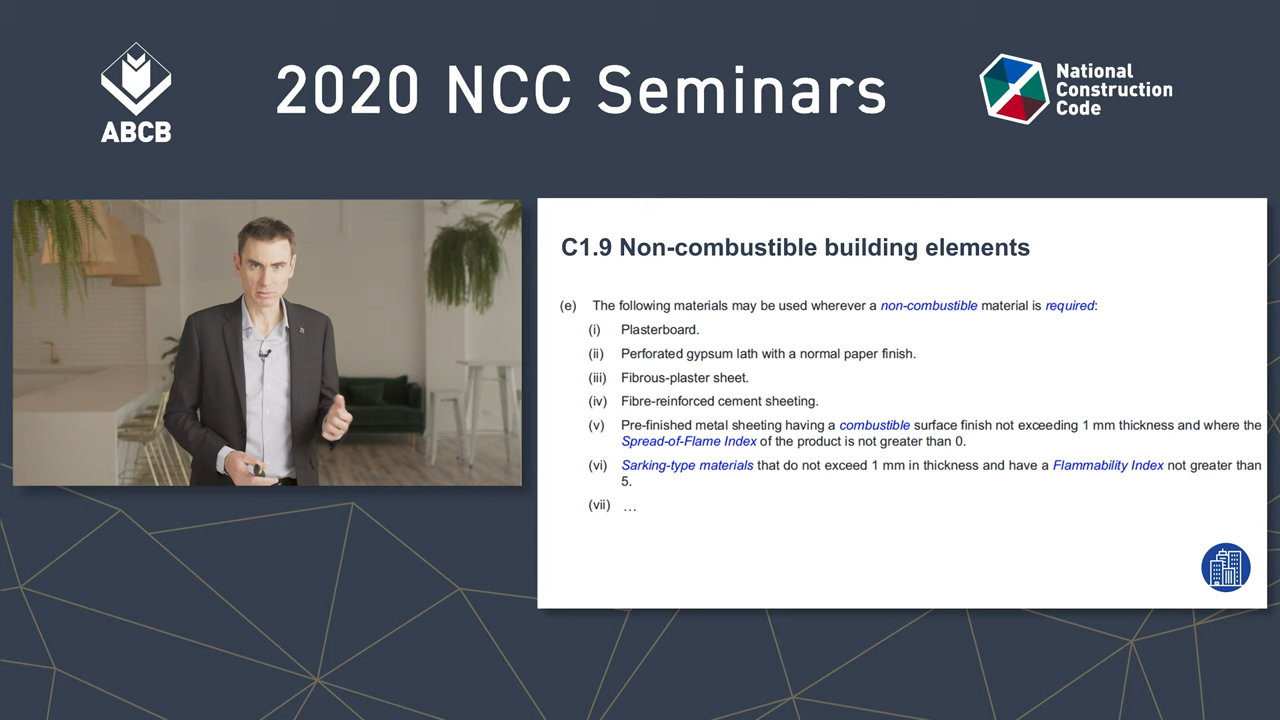 ABCB
2020 NCC Seminars
National
Construction
Code
C1.9 Non-combustible building elements
(e) The following materials may be used wherever a non-combustible material is required:
(i) Plasterboard.
(ii) Perforated gypsum lath with a normal paper finish.
(iii) Fibrous-plaster sheet.
(iv) Fibre-reinforced cement sheeting.
(v) Pre-finished metal sheeting having a combustible surface finish not exceeding 1 mm thickness and where the
Spread-of-Flame Index of the product is not greater than 0.
(vi) Sarking-type materials that do not exceed 1 mm in thickness and have a Flammability Index not greater than
5.
(vii) …